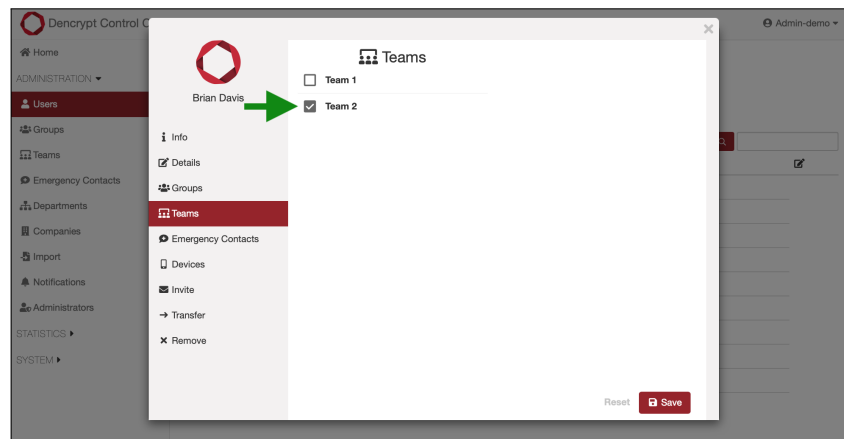 Dencrypt Control C
Admin-demo
Home
ADMINISTRATION
Users
Groups
Teams
Emergency Contacts
Departments
Companies
Import
Notifications
Administrators
STATISTICS
SYSTEM
Brian Davis
Info
Details
Groups
Teams
Emergency Contacts
Devices
Invite
Transfer
Remove
Teams
Team 1
Team 2
Reset
Save